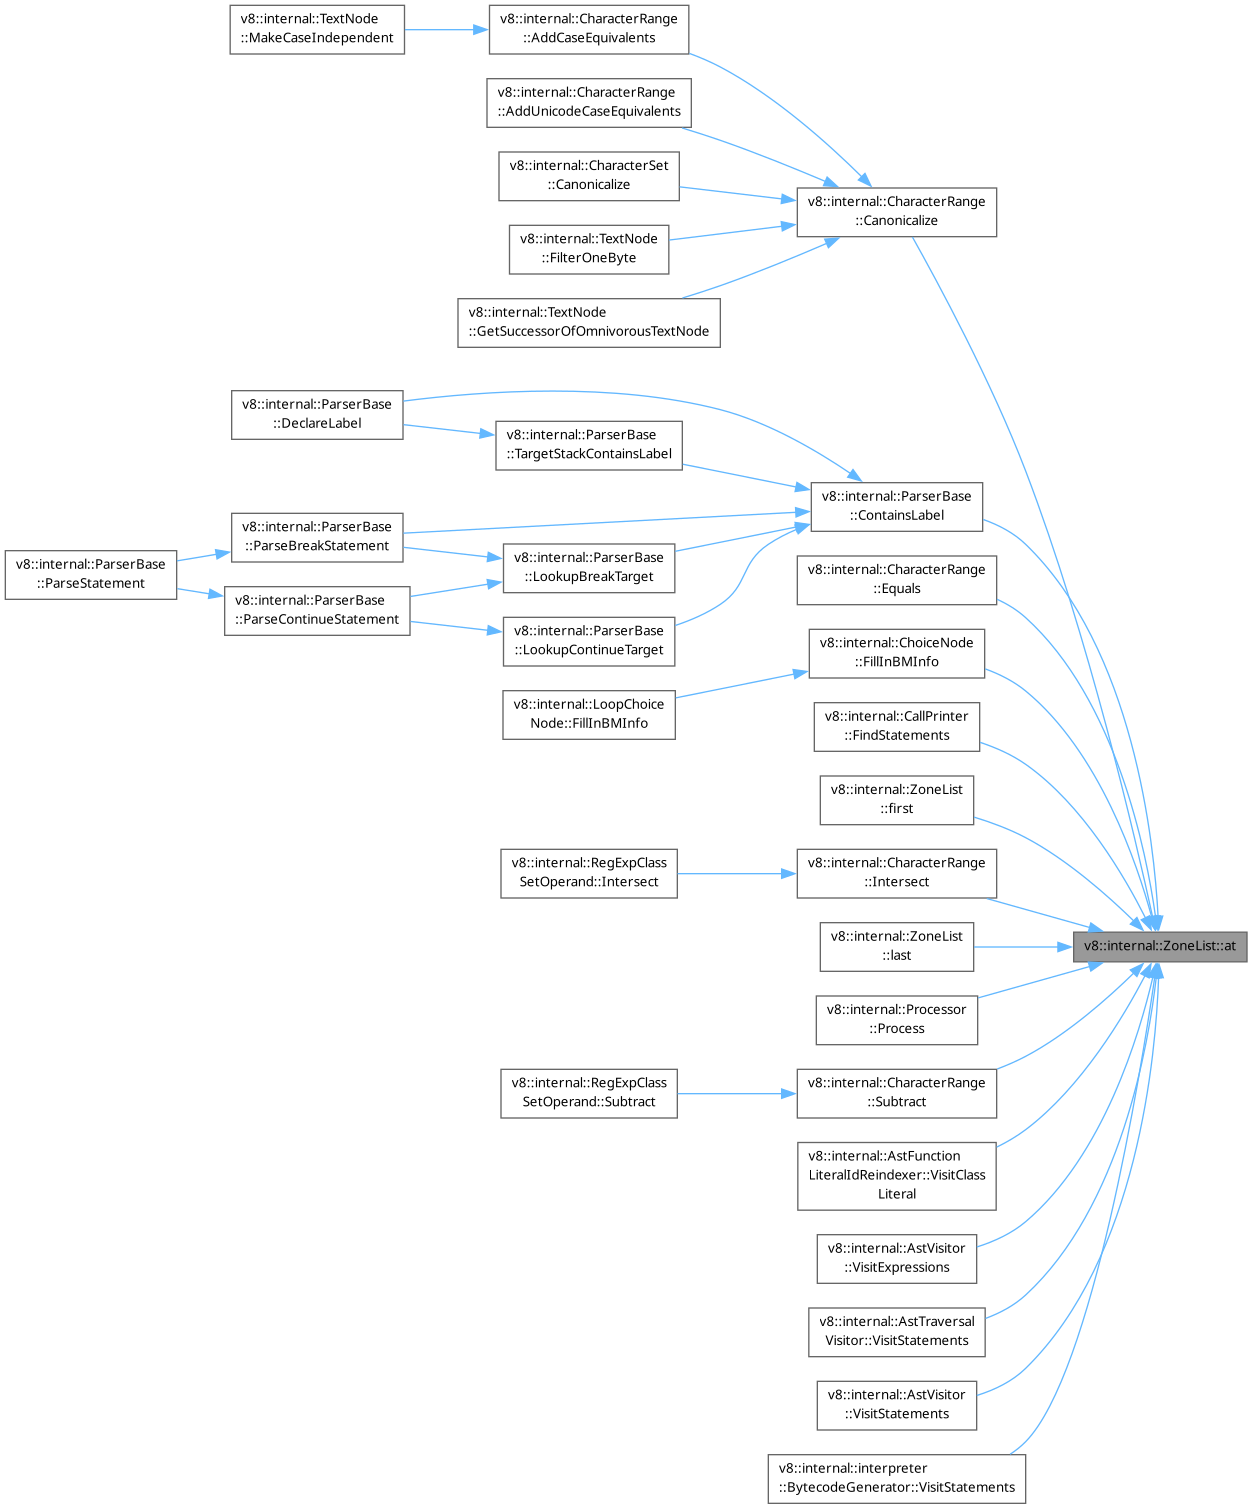 v8::internal::TextNode
::MakeCaseIndependent
v8::internal::CharacterRange
::AddCaseEquivalents
v8::internal::CharacterRange
::AddUnicodeCaseEquivalents
v8::internal::CharacterSet
::Canonicalize
v8::internal::CharacterRange
::Canonicalize
v8::internal::TextNode
::FilterOneByte
v8::internal::TextNode
::GetSuccessorOfOmnivorousTextNode
v8::internal::ParserBase
::DeclareLabel
v8::internal::ParserBase
::TargetStackContainsLabel
v8::internal::ParserBase
::ContainsLabel
v8::internal::ParserBase
::ParseBreakStatement
v8::internal::ParserBase
::ParseStatement
v8::internal::ParserBase
::LookupBreakTarget
v8::internal::CharacterRange
::Equals
v8::internal::ParserBase
::ParseContinueStatement
v8::internal::ParserBase
::LookupContinueTarget
v8::internal::ChoiceNode
::FillInBMInfo
v8::internal::LoopChoice
Node::FillInBMInfo
v8::internal::CallPrinter
::FindStatements
v8::internal::ZoneList
::first
v8::internal::RegExpClass
SetOperand::Intersect
v8::internal::CharacterRange
::Intersect
v8::internal::ZoneList
::last
v8::internal::ZoneList::at
v8::internal::Processor
::Process
v8::internal::RegExpClass
SetOperand::Subtract
v8::internal::CharacterRange
::Subtract
v8::internal::AstFunction
LiteralIdReindexer::VisitClass
Literal
v8::internal::AstVisitor
::VisitExpressions
v8::internal::AstTraversal
Visitor::VisitStatements
v8::internal::AstVisitor
::VisitStatements
v8::internal::interpreter
::BytecodeGenerator::VisitStatements